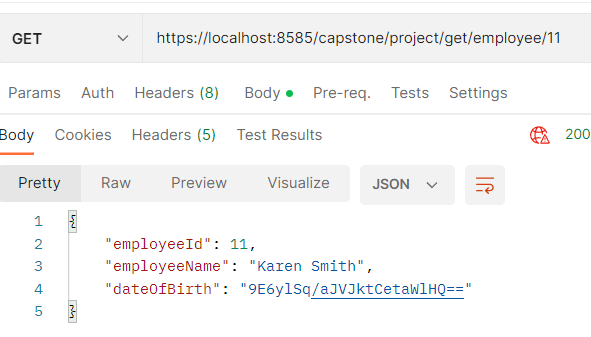 GET https://localhost:8585/capstone/project/get/employee/11
Params Auth Headers (8) Body Pre-req. Tests Settings
Body Cookies Headers (5) Test Results 200
Pretty Raw Preview Visualize JSON
1 {
2 "employeeId": 11,
3 "employeeName": "Karen Smith",
4 "dateOfBirth": "9E6ylSq/aJVJktCetaWlHQ=="
5 }